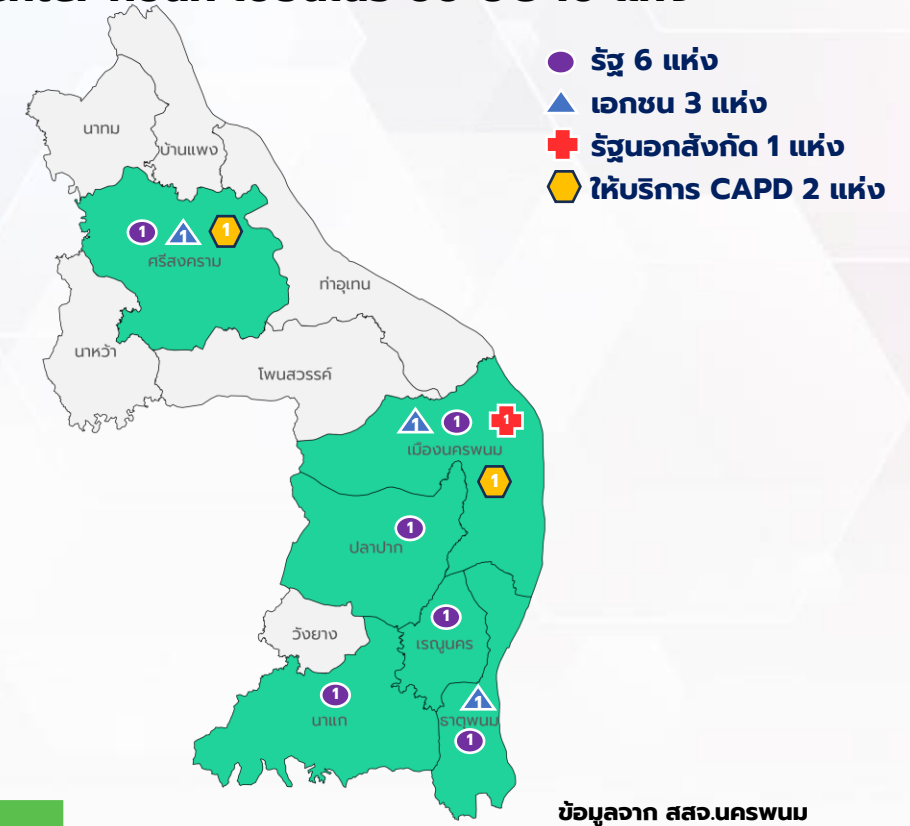 รัฐ 6 แห่ง
เอกชน 3 แห่ง
รัฐนอกสังกัด 1 แห่ง
ให้บริการ CAPD 2 แห่ง
นาทม
บ้านแพง
1 1 1
ศรีสงคราม
ท่าอุเทน
นาหว้า
โพนสวรรค์
1 1 1
เมืองนครพนม
1
1
ปลาปาก
1
เรณูนคร
วังยาง
1
นาแก
1
ธาตุพนม
1
ข้อมูลจาก สสจ.นครพนม